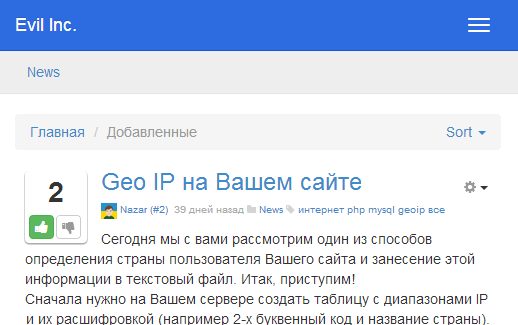 Evil Inc.
News
Главная / Добавленные Sort
2
Geo IP на Вашем сайте
Nazar (#2) 39 дней назад News интернет php mysql geoip все
Сегодня мы с вами рассмотрим один из способов
определения страны пользователя Вашего сайта и занесение этой
информации в текстовый файл. Итак, приступим!
Сначала нужно на Вашем сервере создать таблицу с диапазонами IP
и их расшифровкой (например 2-х буквенный код и название страны).